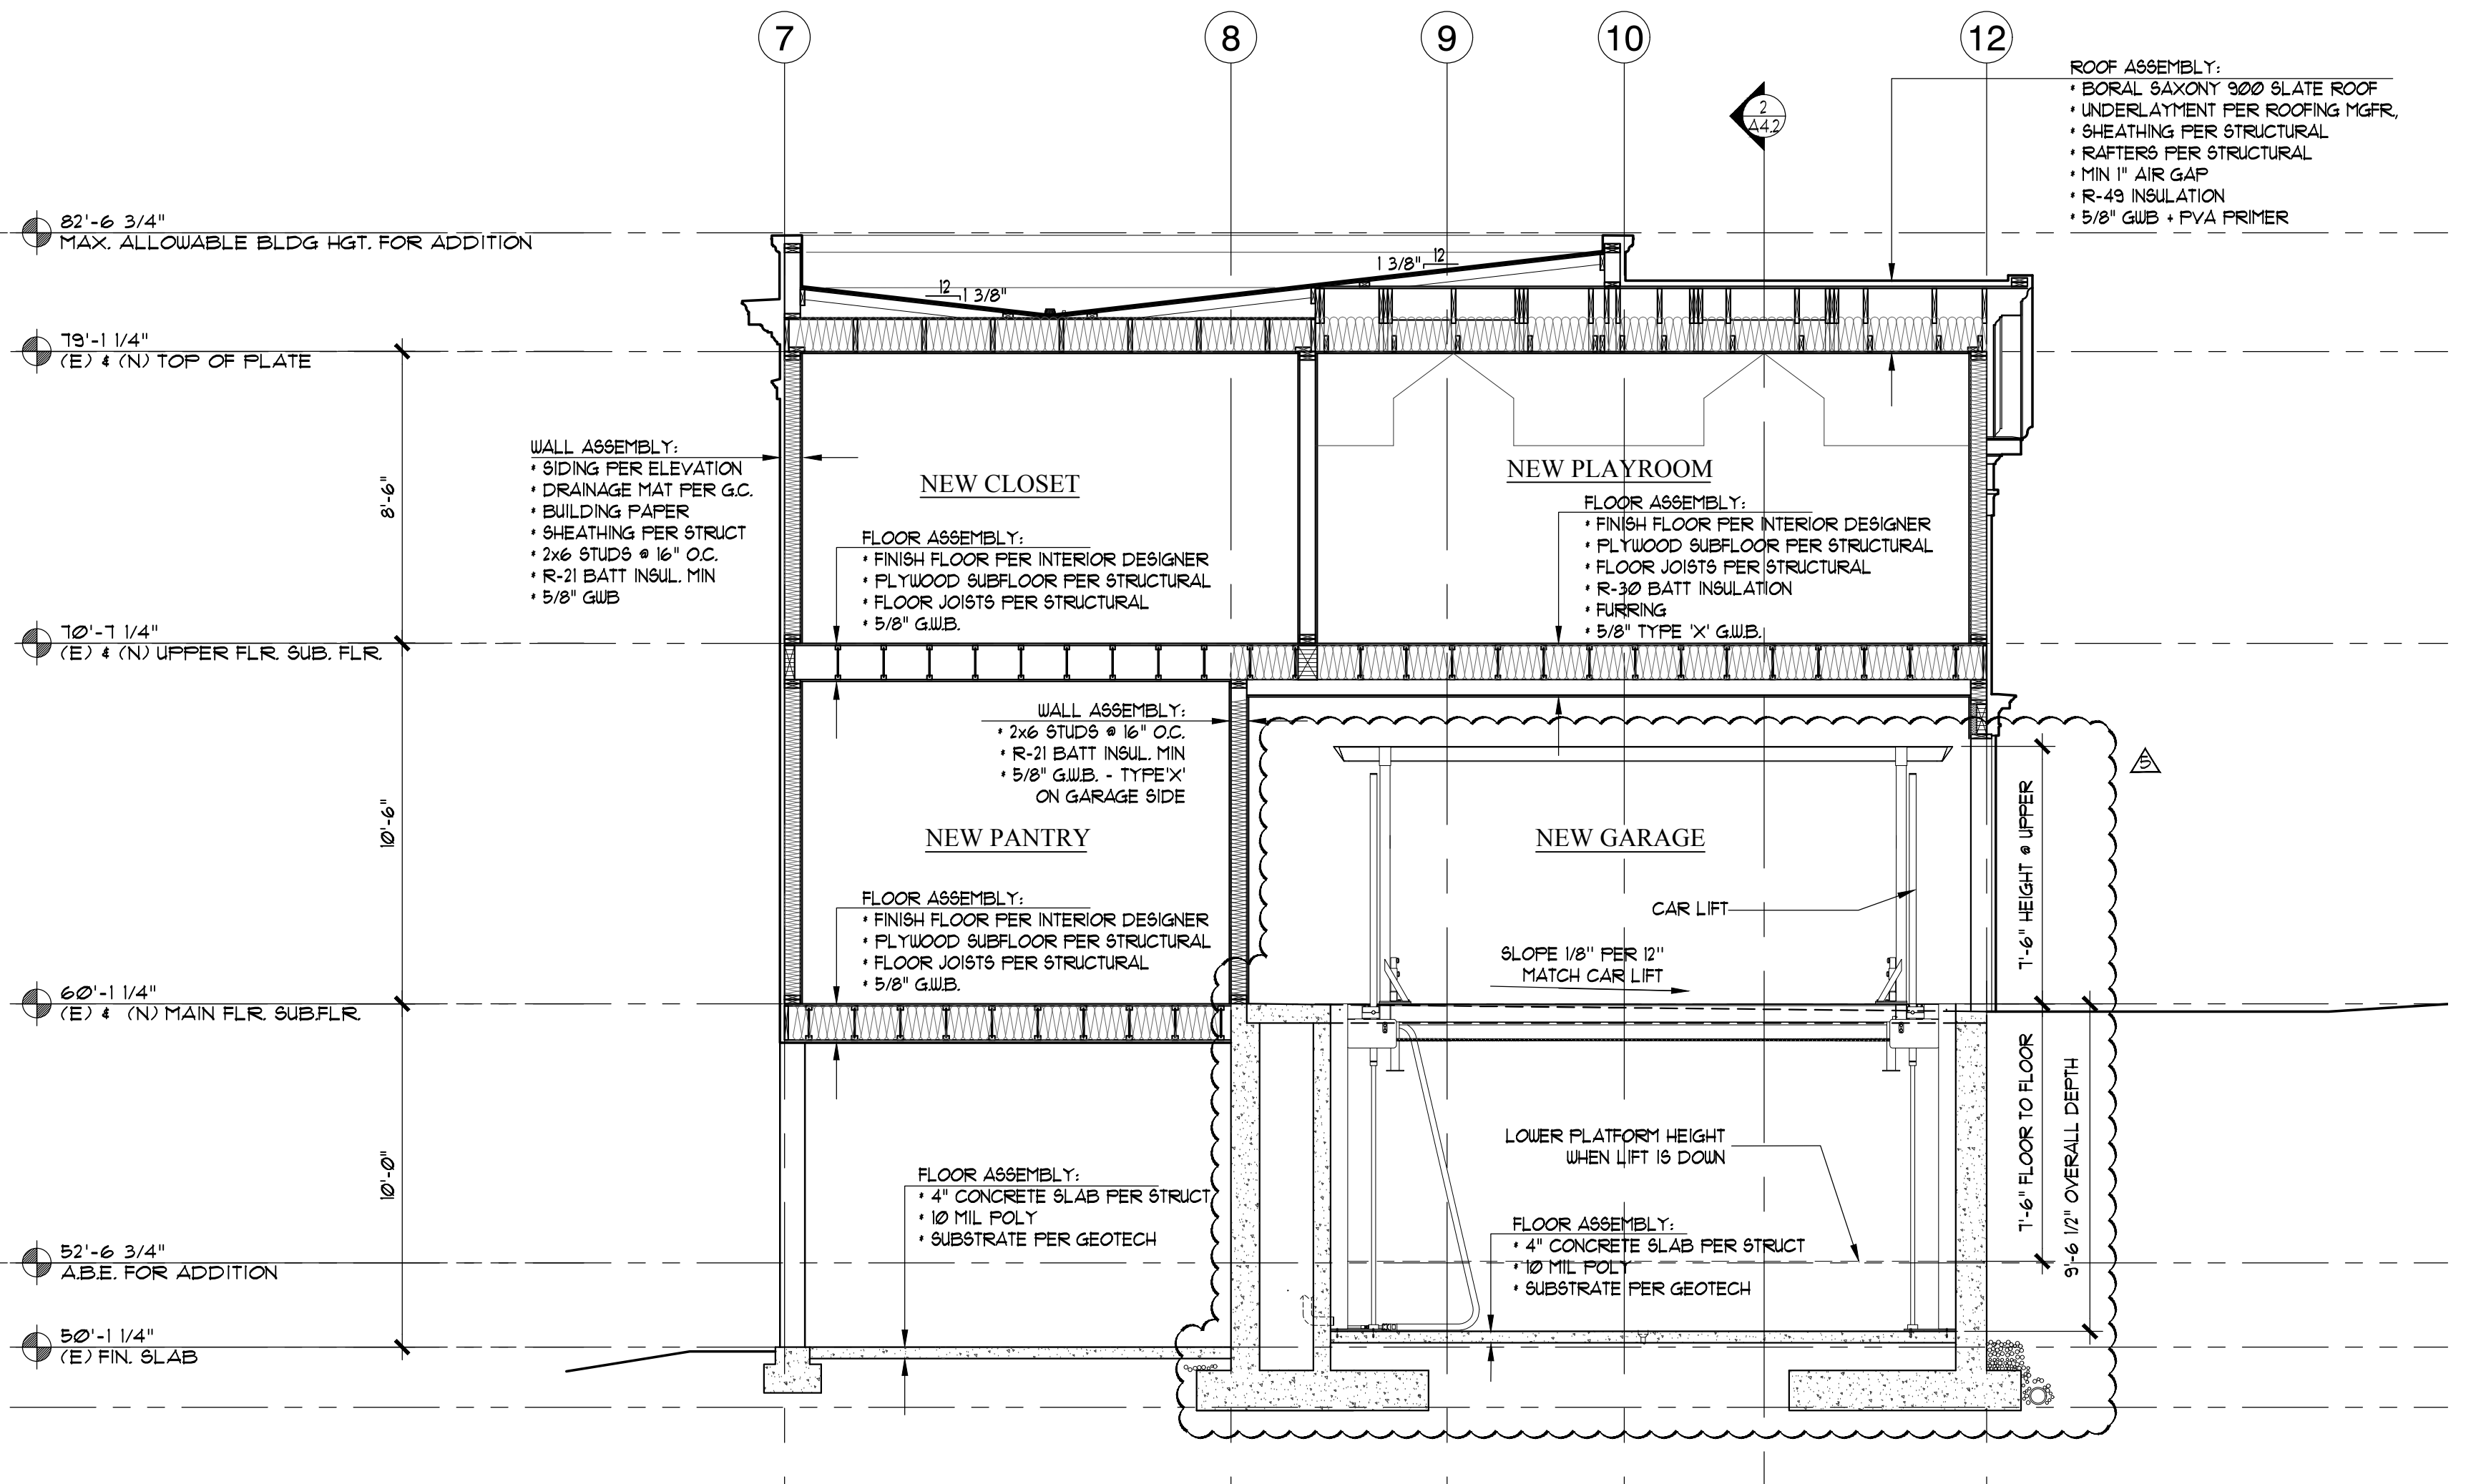 7
8
9
10
12
2
A4.2
ROOF ASSEMBLY:
* BORAL SAXONY 900 SLATE ROOF
* UNDERLAYMENT PER ROOFING MGFR,
* SHEATHING PER STRUCTURAL
* RAFTERS PER STRUCTURAL
* MIN 1" AIR GAP
* R-49 INSULATION
* 5/8" GWB + PVA PRIMER
82'-6 3/4"
MAX. ALLOWABLE BLDG HGT. FOR ADDITION
12
1 3/8"
1 3/8"
12
79'-1 1/4"
(E) & (N) TOP OF PLATE
8'-6"
WALL ASSEMBLY:
* SIDING PER ELEVATION
* DRAINAGE MAT PER G.C.
* BUILDING PAPER
* SHEATHING PER STRUCT
* 2x6 STUDS @ 16" O.C.
* R-21 BATT INSUL. MIN
* 5/8" GWB
NEW CLOSET
FLOOR ASSEMBLY:
* FINISH FLOOR PER INTERIOR DESIGNER
* PLYWOOD SUBFLOOR PER STRUCTURAL
* FLOOR JOISTS PER STRUCTURAL
* 5/8" G.W.B.
NEW PLAYROOM
FLOOR ASSEMBLY:
* FINISH FLOOR PER INTERIOR DESIGNER
* PLYWOOD SUBFLOOR PER STRUCTURAL
* FLOOR JOISTS PER STRUCTURAL
* R-30 BATT INSULATION
* FURRING
* 5/8" TYPE 'X' G.W.B.
70'-7 1/4"
(E) & (N) UPPER FLR. SUB. FLR.
10'-6"
WALL ASSEMBLY:
* 2x6 STUDS @ 16" O.C.
* R-21 BATT INSUL. MIN
* 5/8" G.W.B. - TYPE'X'
ON GARAGE SIDE
NEW PANTRY
FLOOR ASSEMBLY:
* FINISH FLOOR PER INTERIOR DESIGNER
* PLYWOOD SUBFLOOR PER STRUCTURAL
* FLOOR JOISTS PER STRUCTURAL
* 5/8" G.W.B.
NEW GARAGE
CAR LIFT
SLOPE 1/8" PER 12"
MATCH CAR LIFT
7'-6" HEIGHT @ UPPER
5
60'-1 1/4"
(E) & (N) MAIN FLR. SUB.FLR.
10'-0"
FLOOR ASSEMBLY:
* 4" CONCRETE SLAB PER STRUCT
* 10 MIL POLY
* SUBSTRATE PER GEOTECH
LOWER PLATFORM HEIGHT
WHEN LIFT IS DOWN
FLOOR ASSEMBLY:
* 4" CONCRETE SLAB PER STRUCT
* 10 MIL POLY
* SUBSTRATE PER GEOTECH
7'-6" FLOOR TO FLOOR
9'-6 1/2" OVERALL DEPTH
52'-6 3/4"
A.B.E. FOR ADDITION
50'-1 1/4"
(E) FIN. SLAB